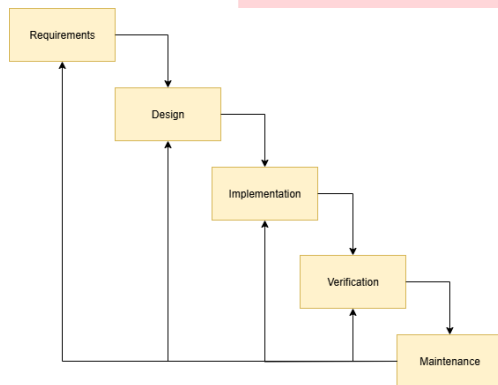 Requirements
Design
Implementation
Verification
Maintenance